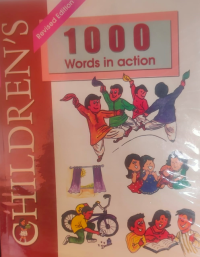 CHILDREN'S
Revised Edition
1000
Words in action